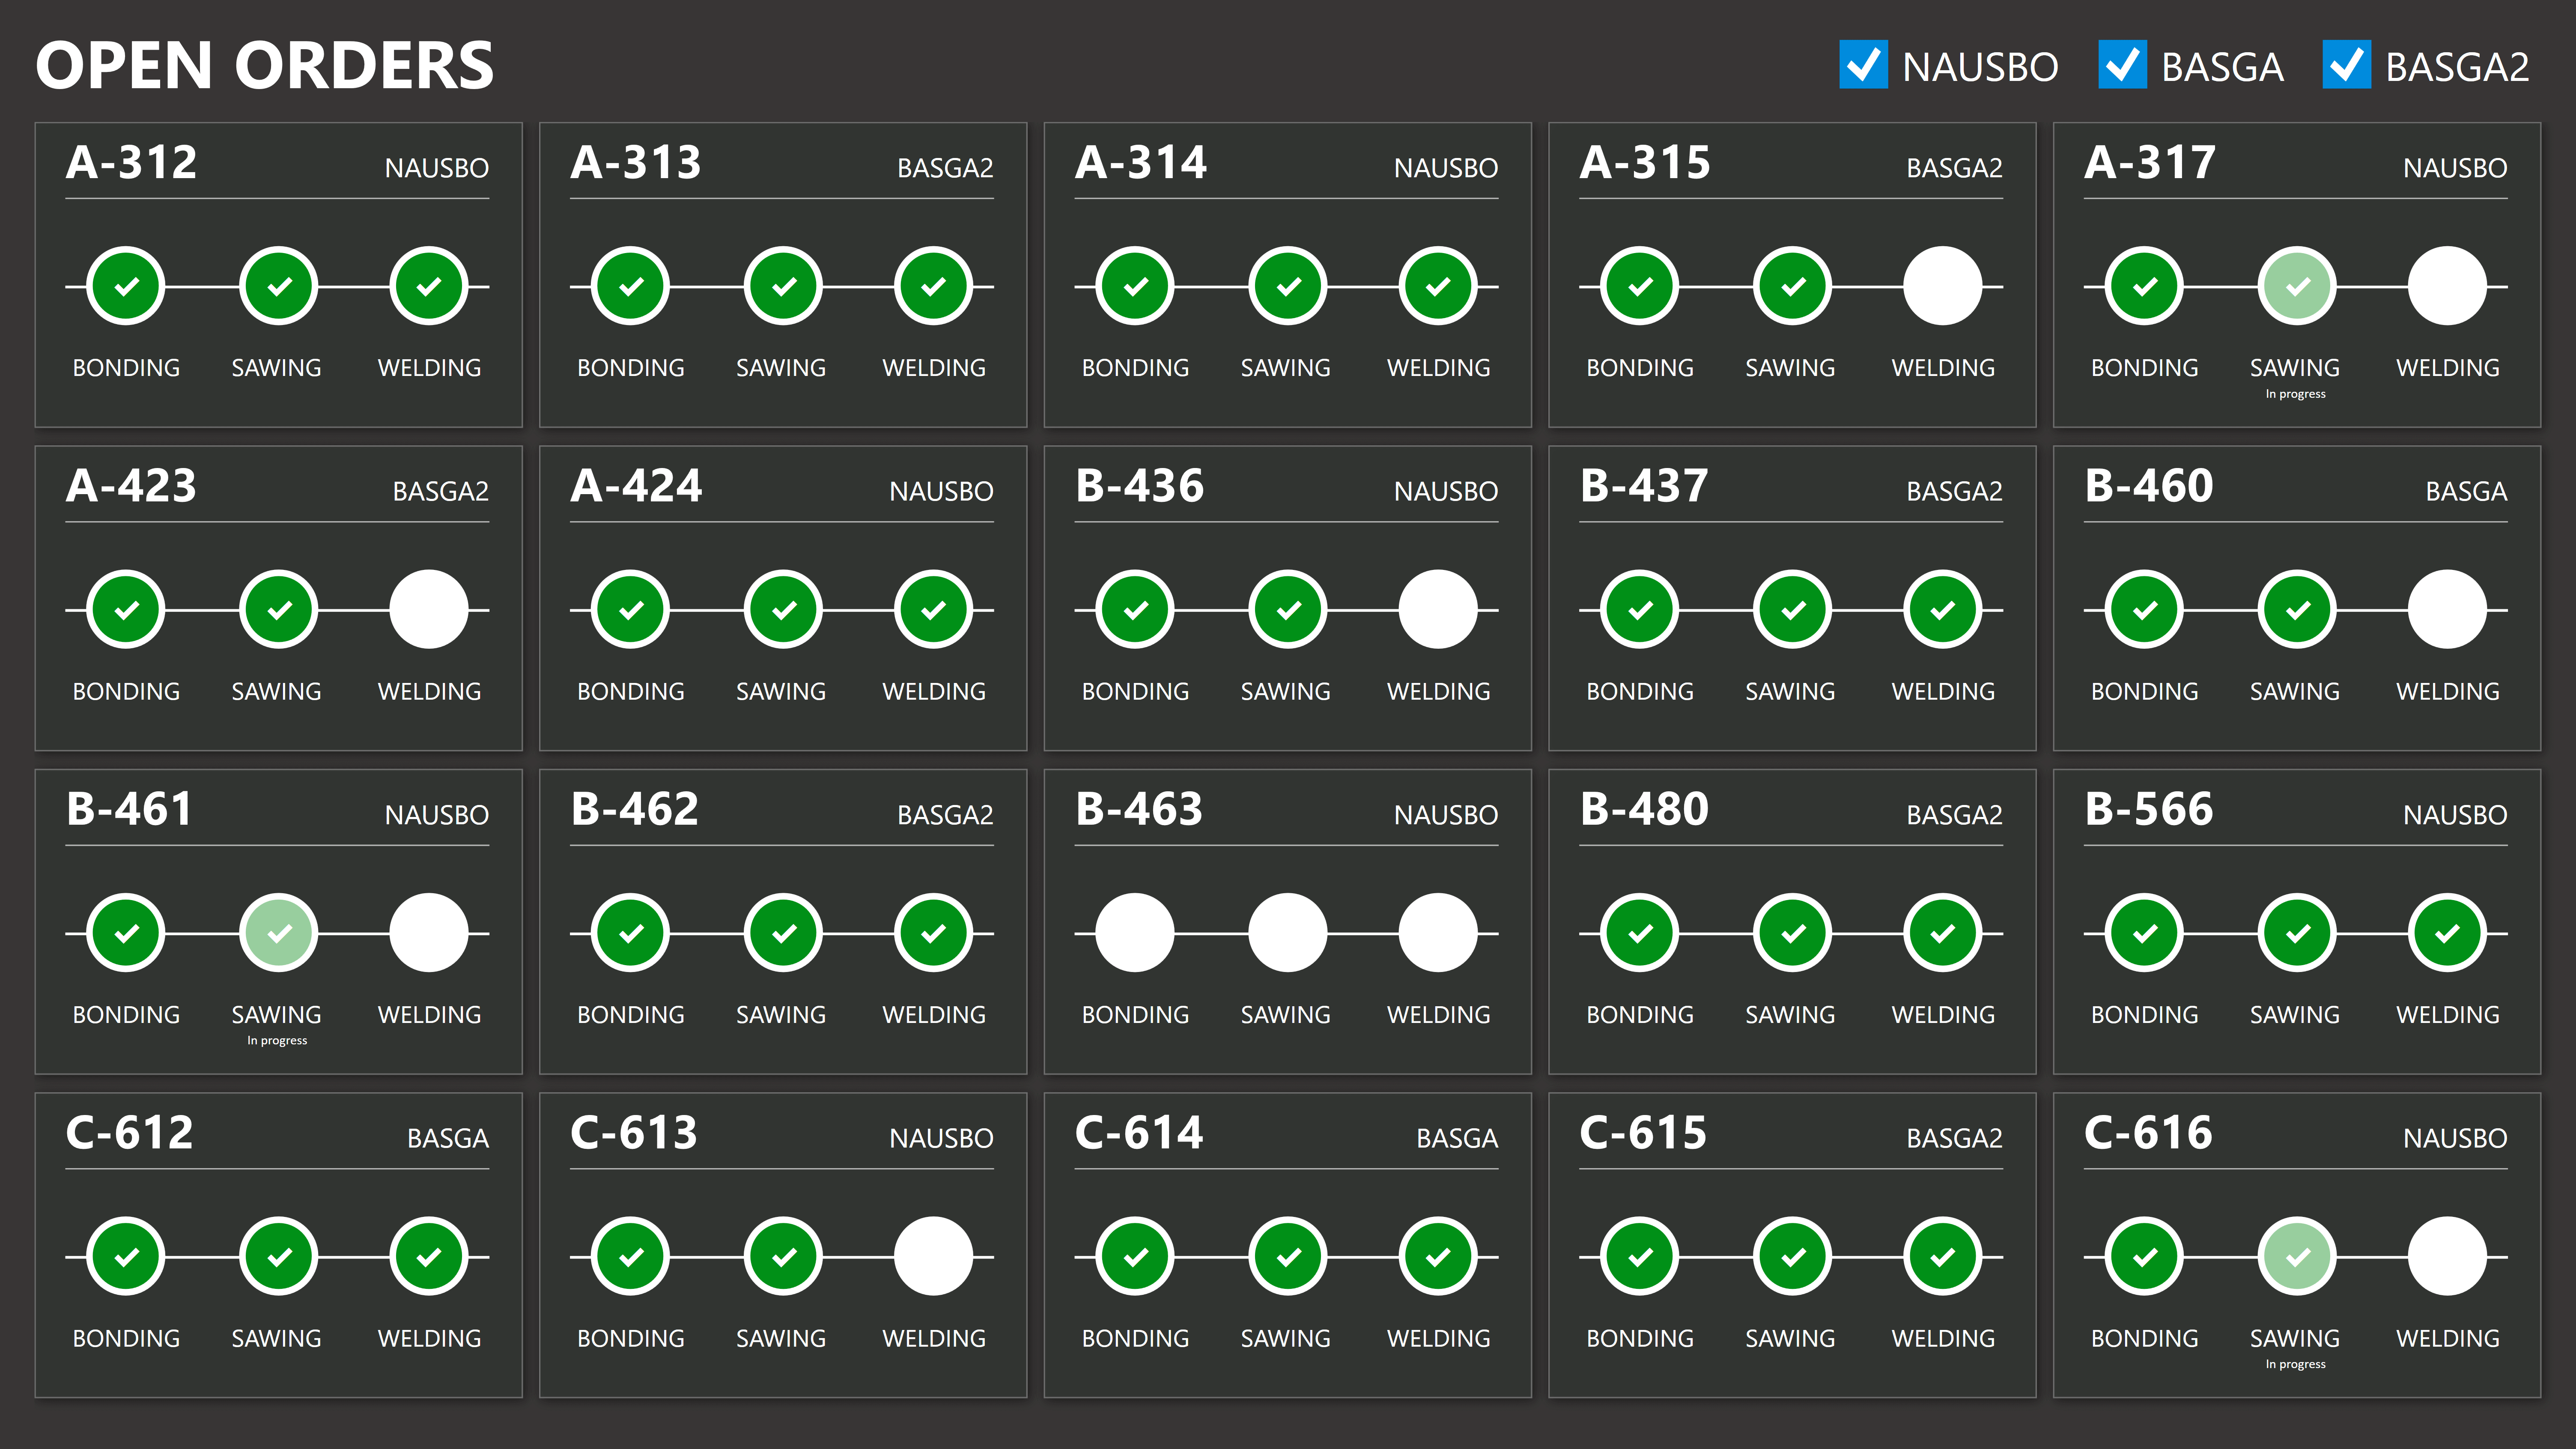 OPEN ORDERS
NAUSBO BASGA BASGA2
A-312 NAUSBO
BONDING SAWING WELDING
A-313 BASGA2
BONDING SAWING WELDING
A-314 NAUSBO
BONDING SAWING WELDING
A-315 BASGA2
BONDING SAWING WELDING
A-317 NAUSBO
BONDING SAWING WELDING
In progress
A-423 BASGA2
BONDING SAWING WELDING
A-424 NAUSBO
BONDING SAWING WELDING
B-436 NAUSBO
BONDING SAWING WELDING
B-437 BASGA2
BONDING SAWING WELDING
B-460 BASGA
BONDING SAWING WELDING
B-461 NAUSBO
BONDING SAWING WELDING
In progress
B-462 BASGA2
BONDING SAWING WELDING
B-463 NAUSBO
BONDING SAWING WELDING
B-480 BASGA2
BONDING SAWING WELDING
B-566 NAUSBO
BONDING SAWING WELDING
C-612 BASGA
BONDING SAWING WELDING
C-613 NAUSBO
BONDING SAWING WELDING
C-614 BASGA
BONDING SAWING WELDING
C-615 BASGA2
BONDING SAWING WELDING
C-616 NAUSBO
BONDING SAWING WELDING
In progress